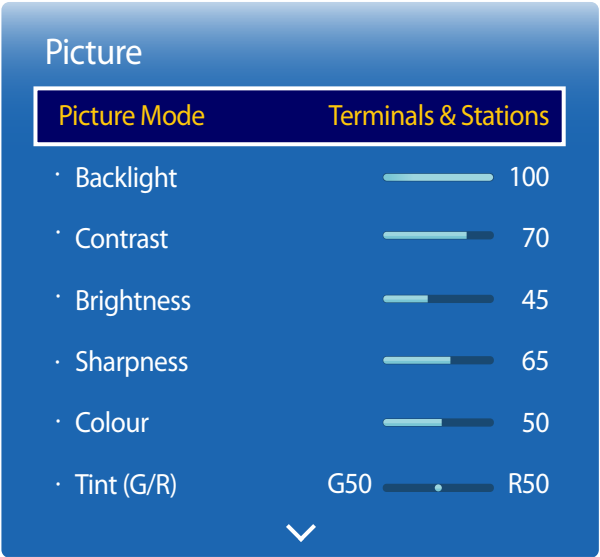 Picture
Picture Mode Terminals & Stations
· Backlight 100
· Contrast 70
· Brightness 45
· Sharpness 65
· Colour 50
· Tint (G/R) G50 R50